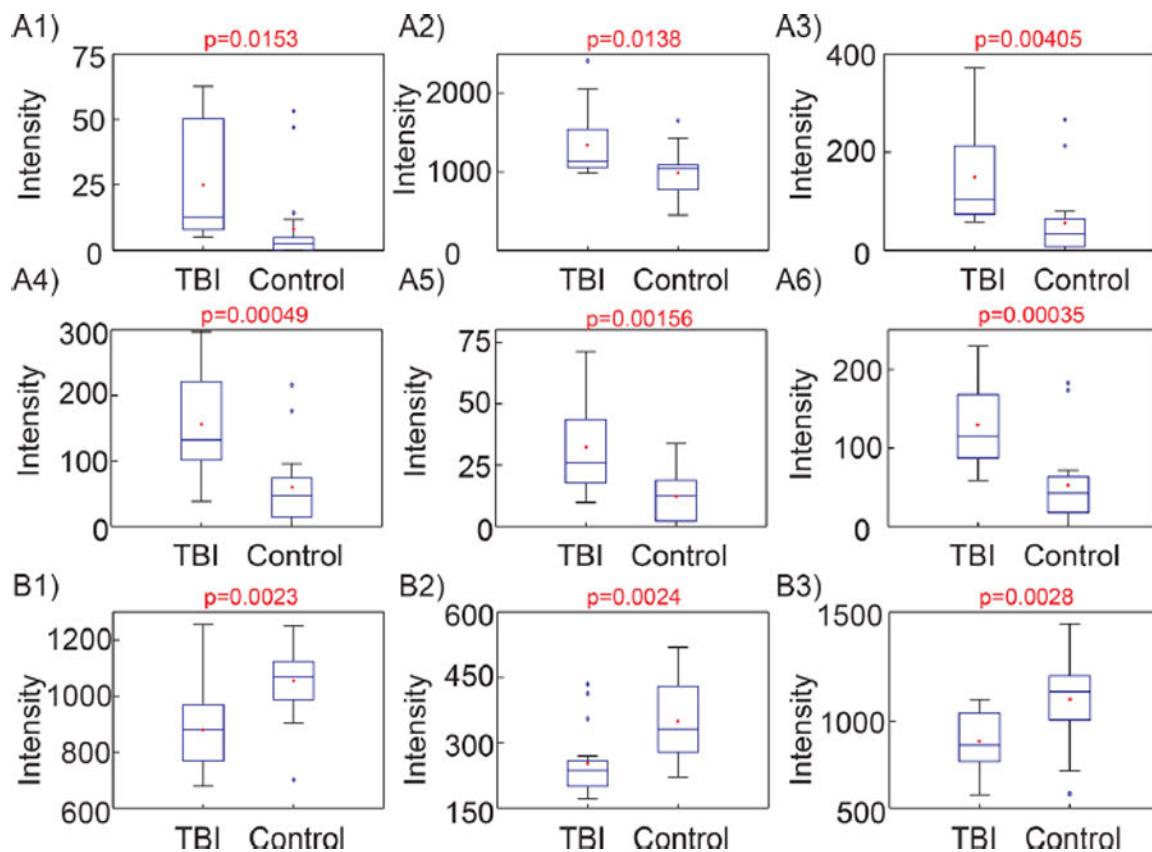 A1) A2) A3)
p=0.0153 p=0.0138 p=0.00405
75
50
25
0
Intensity
TBI Control
2000
1000
0
Intensity
TBI Control
400
200
0
Intensity
TBI Control
A4) A5) A6)
p=0.00049 p=0.00156 p=0.00035
300
200
100
0
Intensity
TBI Control
75
50
25
0
Intensity
TBI Control
200
100
0
Intensity
TBI Control
B1) B2) B3)
p=0.0023 p=0.0024 p=0.0028
1200
1000
800
600
Intensity
TBI Control
600
450
300
150
Intensity
TBI Control
1500
1000
500
Intensity
TBI Control